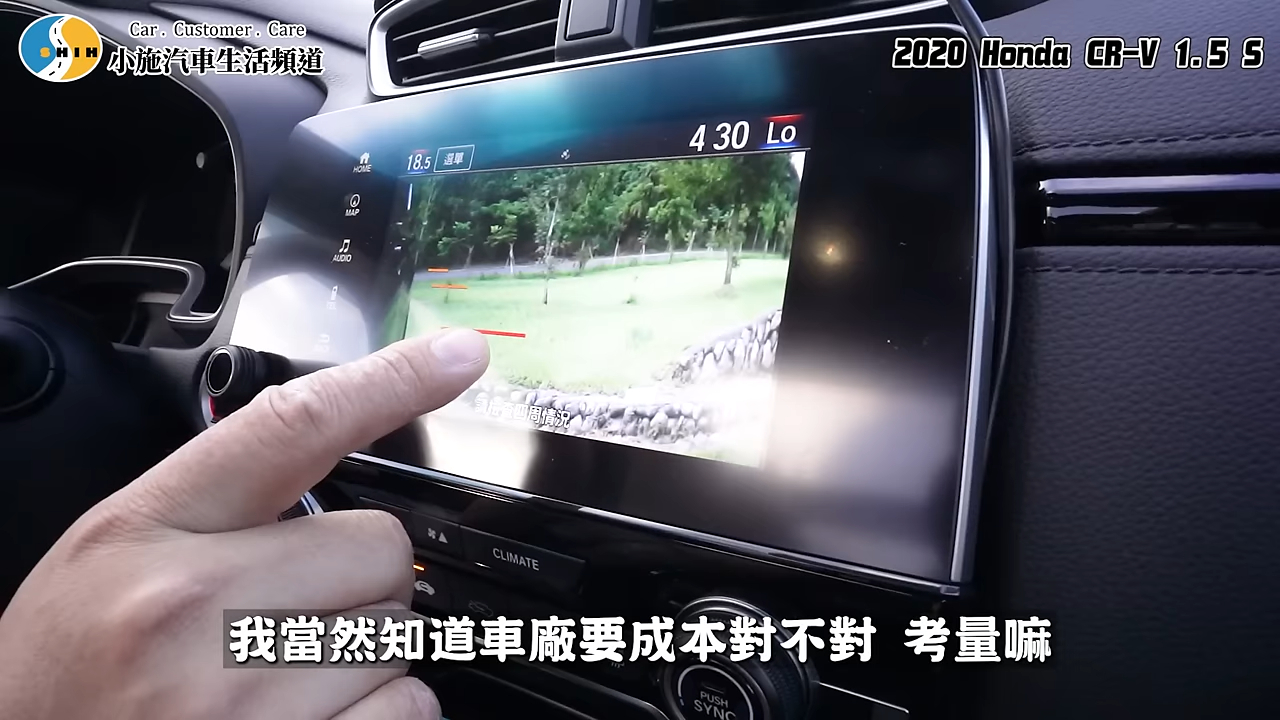 Car . Customer . Care
SHIH
小施汽車生活頻道
2020 Honda CR-V 1.5 S
4 30 Lo
18.5 選單
HOME
MAP
AUDIO
四周情況
CLIMATE
我當然知道車廠要成本對不對 考量嘛
PUSH
SYNC